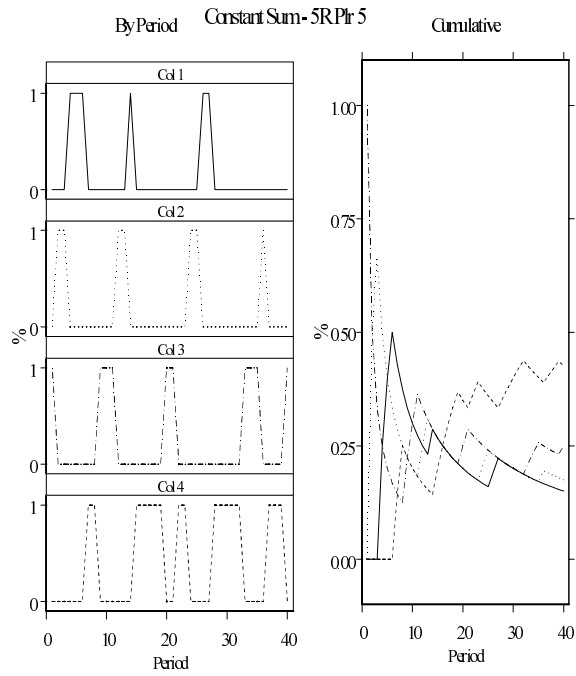 Constant Sum - 5R Plr 5
By Period
Cumulative
Col 1
1
0
Col 2
1
0
Col 3
1
0
Col 4
1
0
%
0 10 20 30 40
Period
1.00
0.75
0.50
0.25
0.00
%
0 10 20 30 40
Period